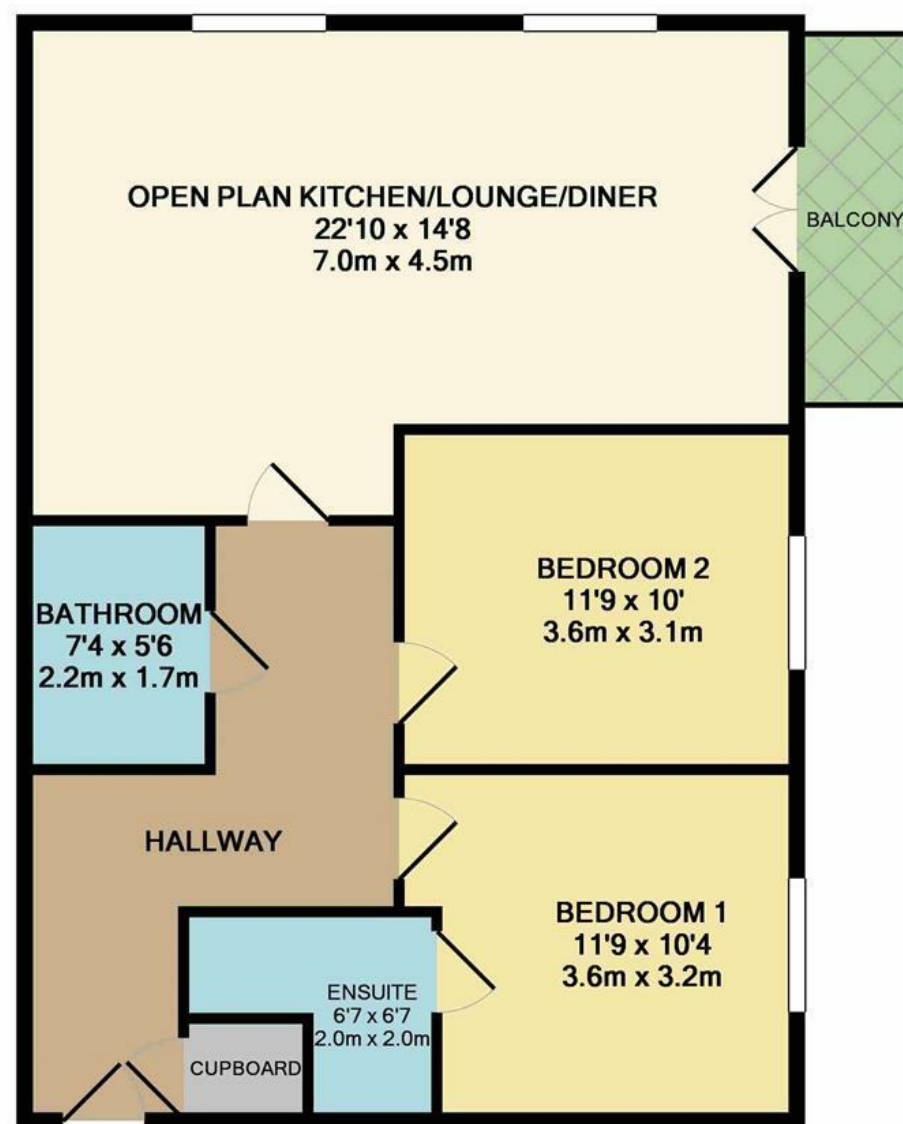 OPEN PLAN KITCHEN/LOUNGE/DINER
22'10 x 14'8
7.0m x 4.5m
BALCONY
BEDROOM 2
11'9 x 10'
3.6m x 3.1m
BATHROOM
7'4 x 5'6
2.2m x 1.7m
HALLWAY
BEDROOM 1
11'9 x 10'4
3.6m x 3.2m
ENSUITE
6'7 x 6'7
2.0m x 2.0m
CUPBOARD